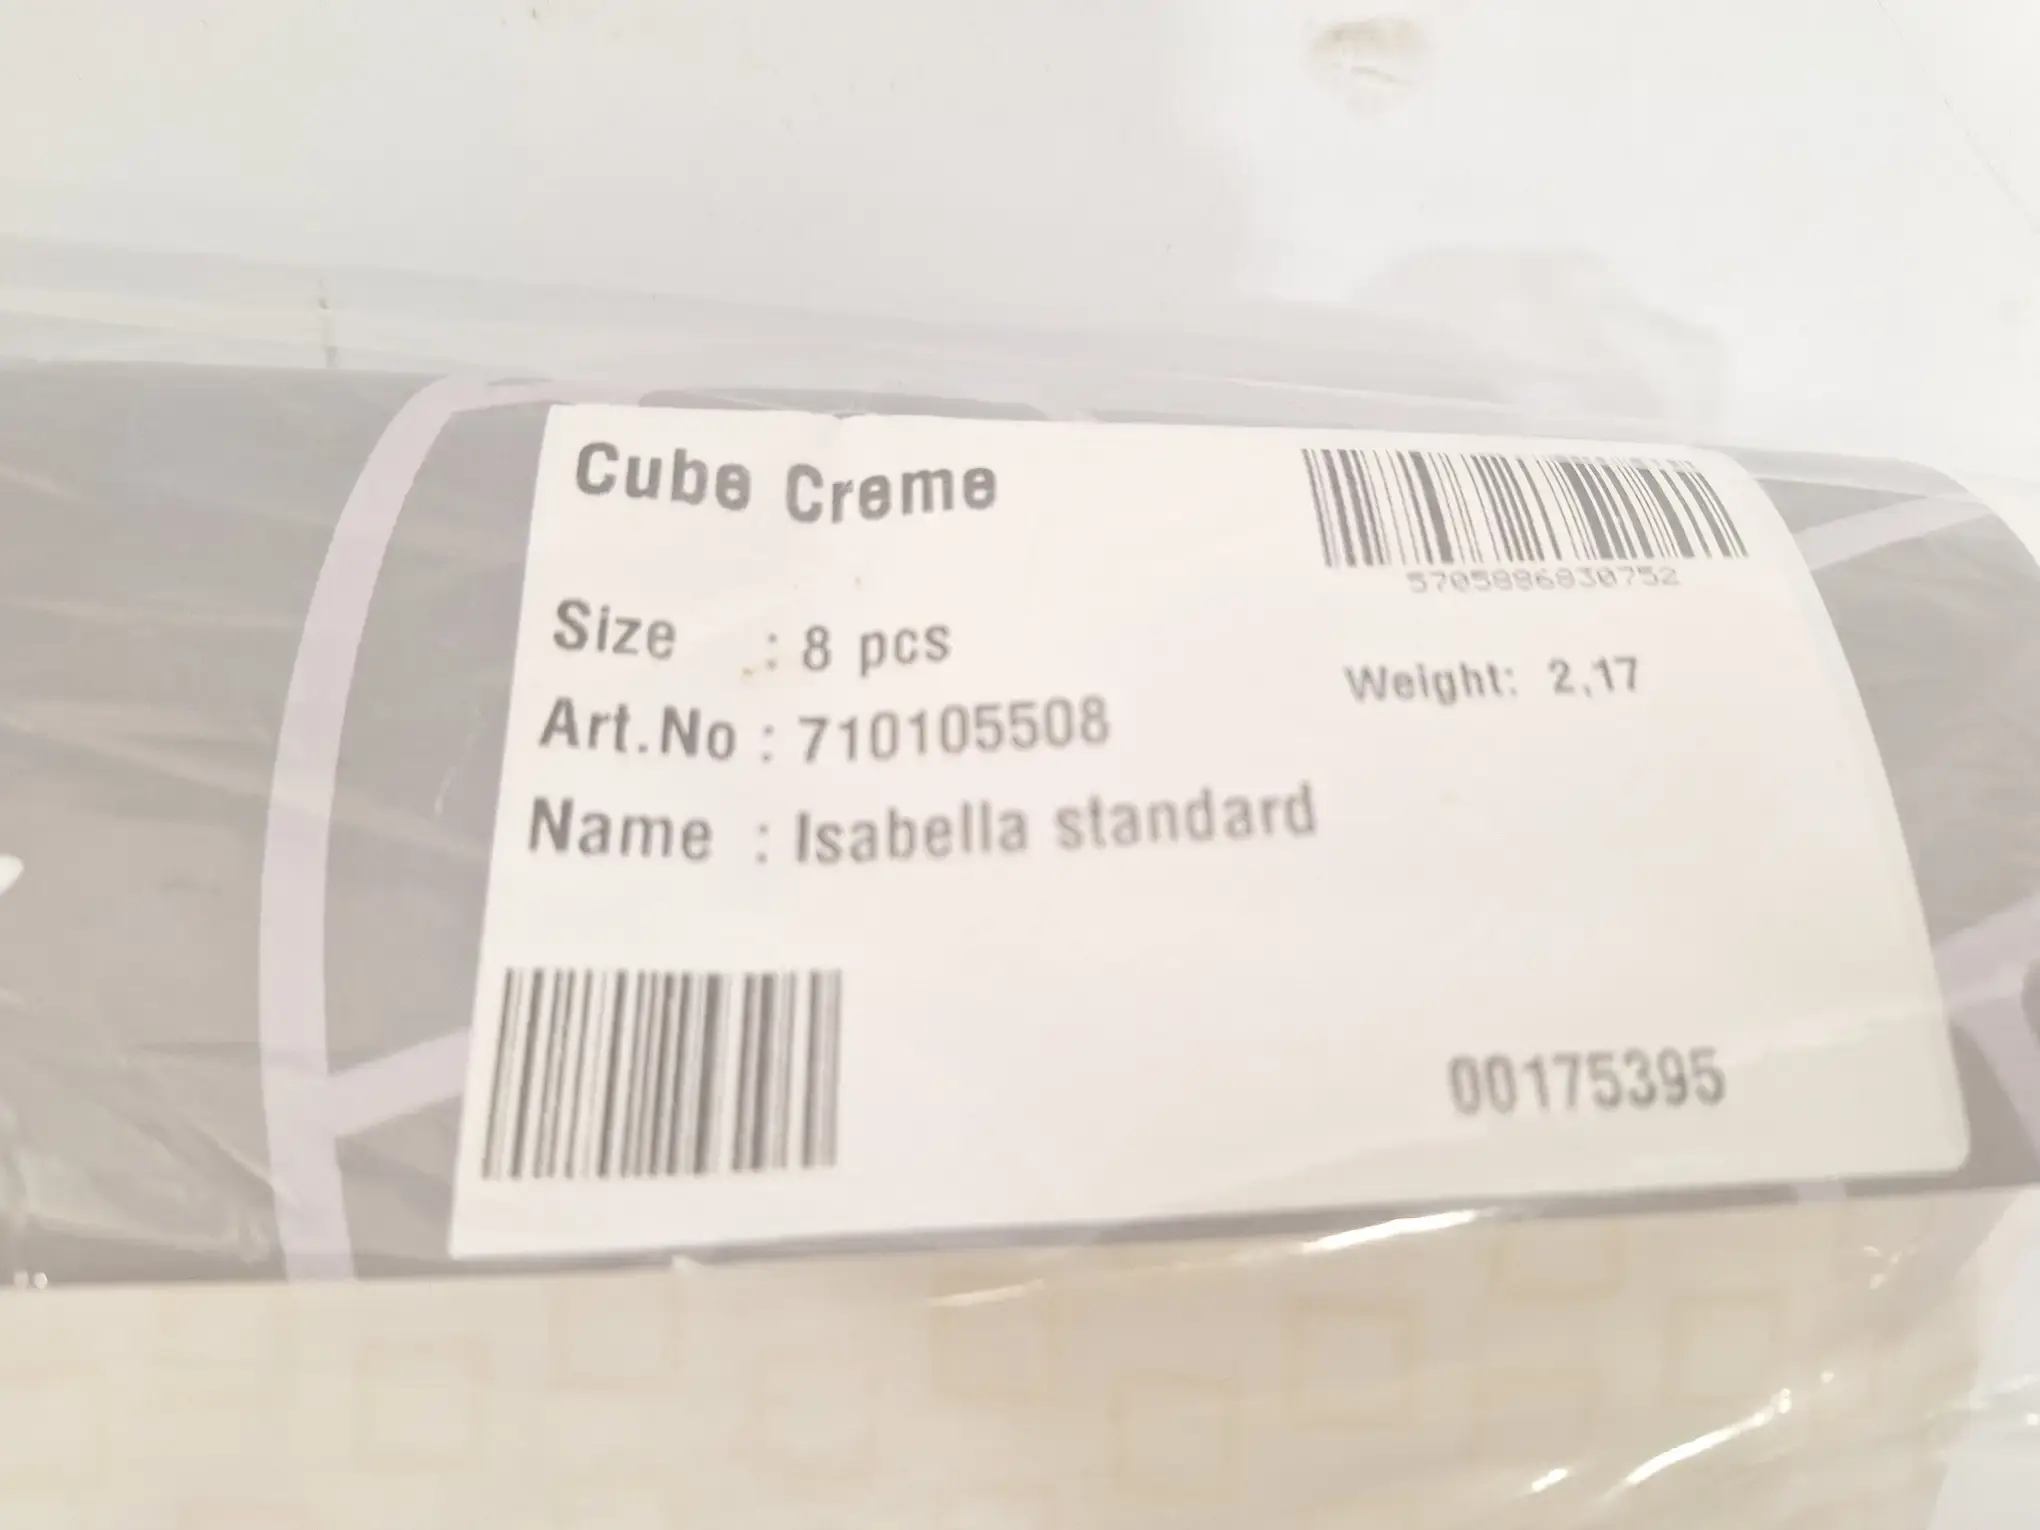 Cube Creme
5705886830752
Size : 8 pcs
Weight: 2,17
Art.No : 710105508
Name : Isabella standard
00175395